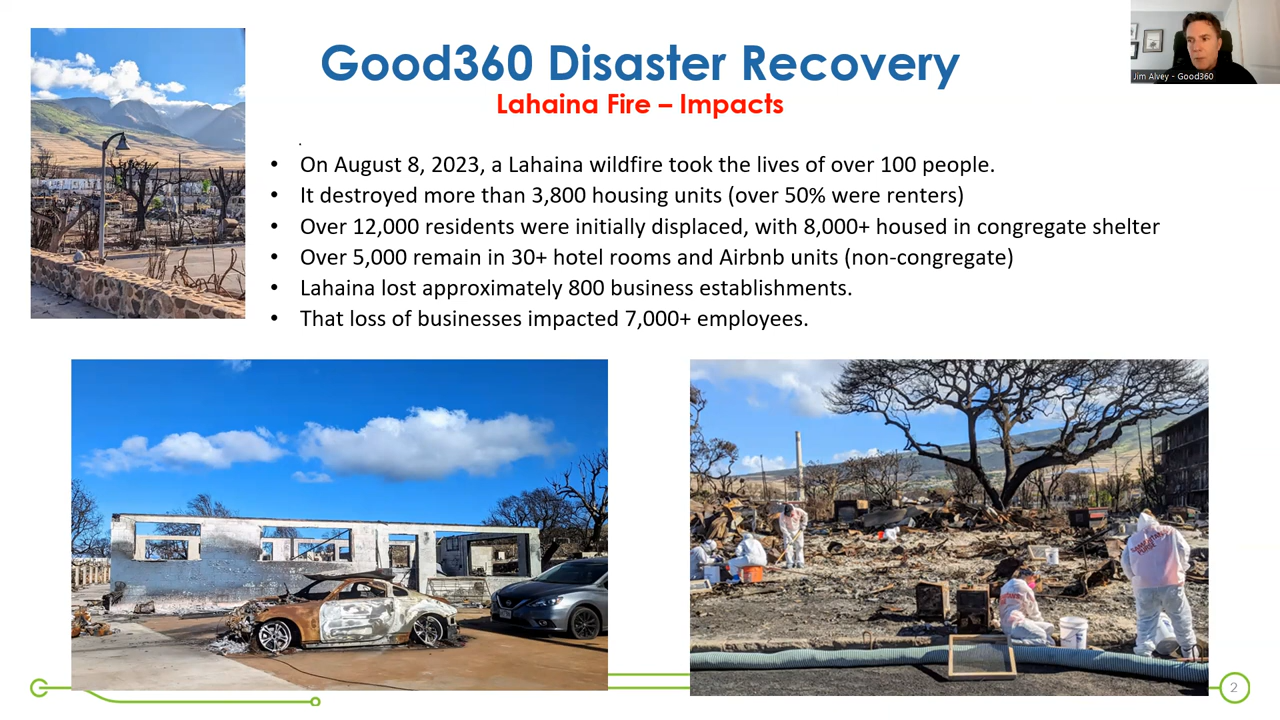 Good360 Disaster Recovery
Lahaina Fire – Impacts
Jim Alvey - Good360
.
• On August 8, 2023, a Lahaina wildfire took the lives of over 100 people.
• It destroyed more than 3,800 housing units (over 50% were renters)
• Over 12,000 residents were initially displaced, with 8,000+ housed in congregate shelter
• Over 5,000 remain in 30+ hotel rooms and Airbnb units (non-congregate)
• Lahaina lost approximately 800 business establishments.
• That loss of businesses impacted 7,000+ employees.
SAMARITAN'S
PURSE
2